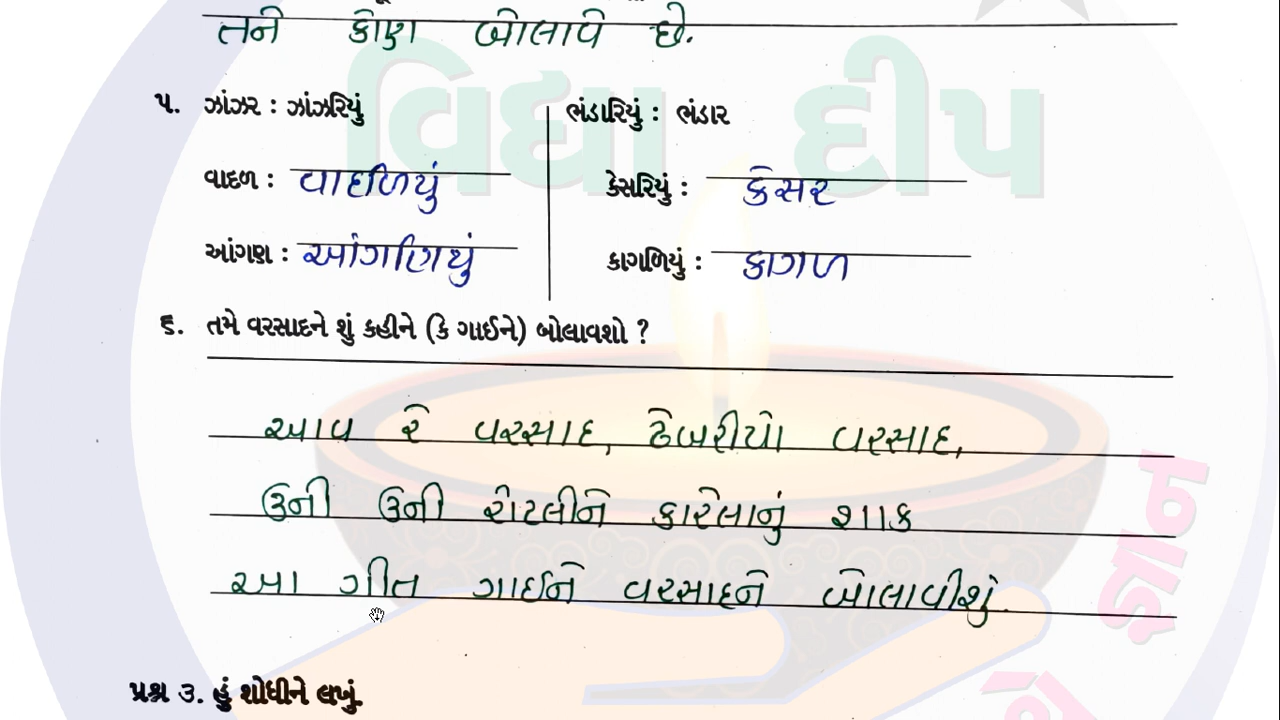 તને કોણ બોલાવે છે.
૫. ઝાંઝર : ઝાંઝરિયું ભંડારિયું : ભંડાર
વાદળ : વાદળિયું કેસરિયું : કેસર
આંગણ : આંગણિયું કાગળિયું : કાગળ
૬. તમે વરસાદને શું કહીને (કે ગાઈને) બોલાવશો ?
આવ રે વરસાદ, ઢેબરીયો વરસાદ,
ઉની ઉની રોટલીને કારેલાનું શાક
આ ગીત ગાઈને વરસાદને બોલાવીશું.
પ્રશ્ન ૩. હું શોધીને લખું.
વિદ્યા દીપ
જ્ઞાન